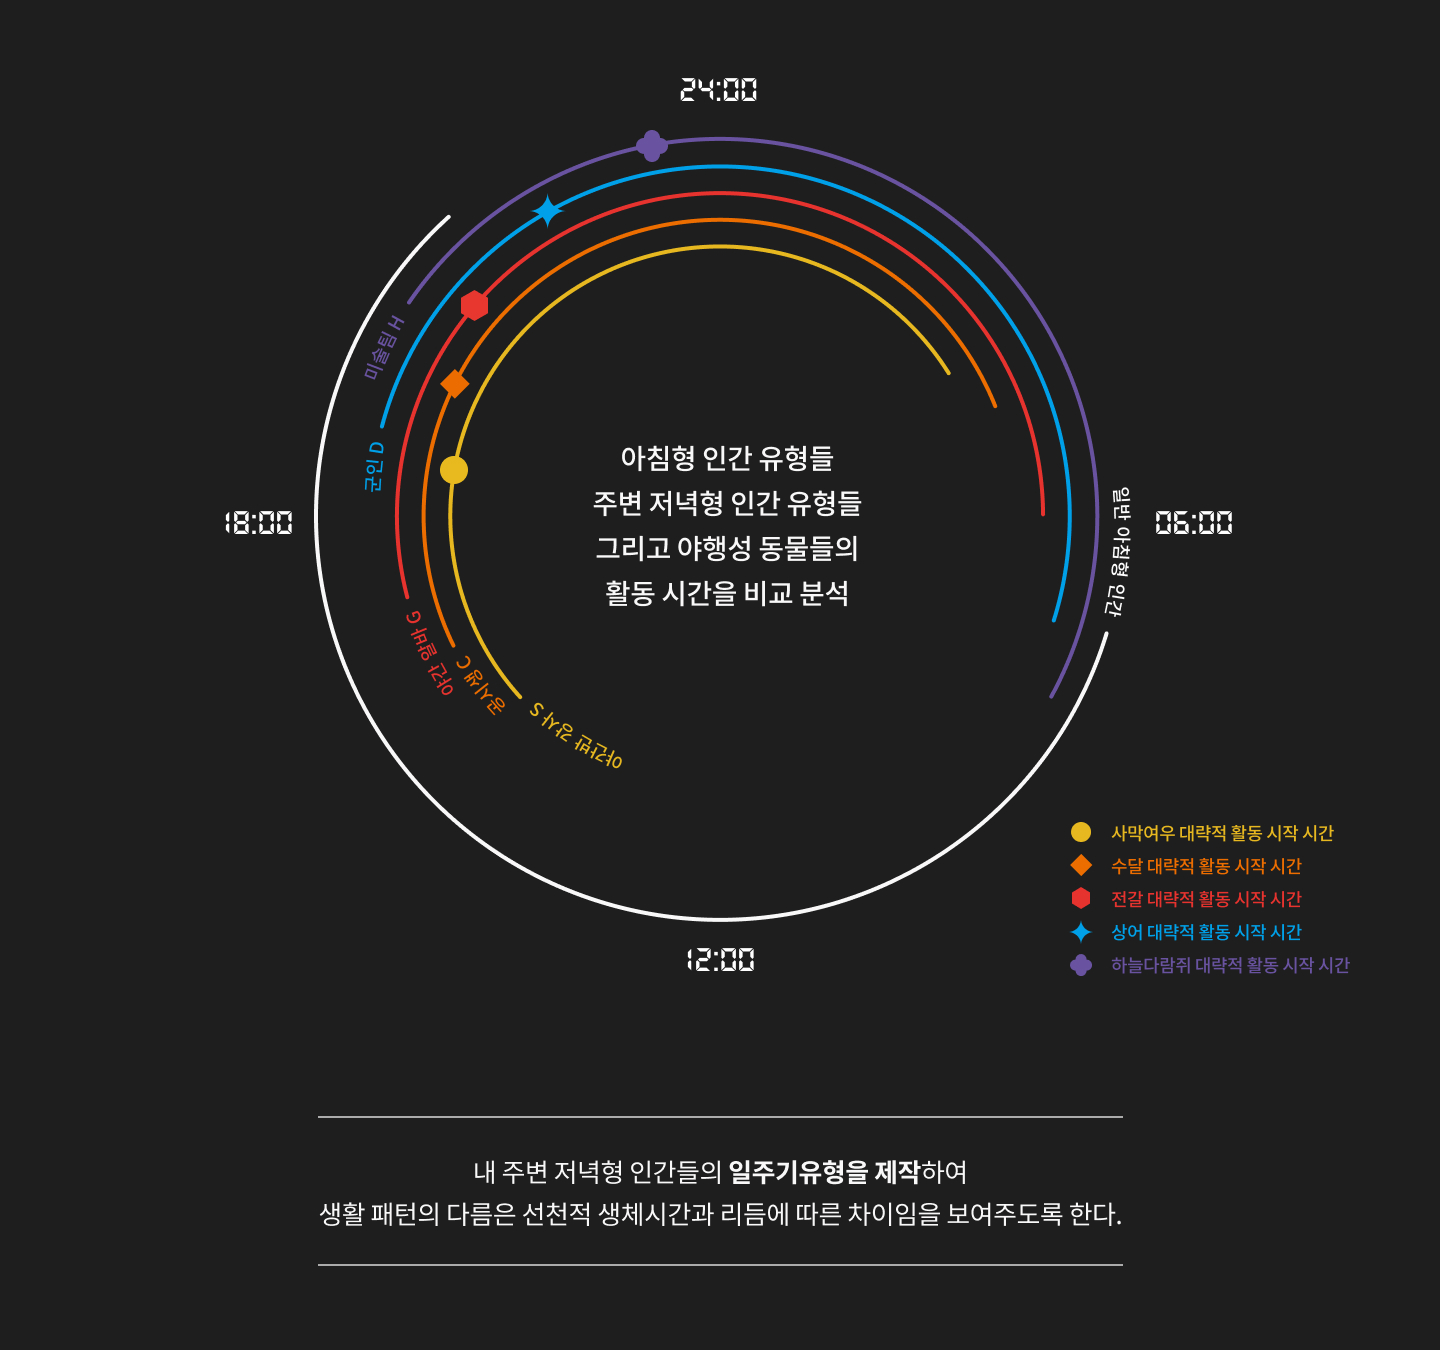 24:00
미술팀 H
군인 D
아침형 인간 유형들
주변 저녁형 인간 유형들
그리고 야행성 동물들의
활동 시간을 비교 분석
18:00
일반 아침형 인간
06:00
야간 알바 G
취사병 C
야간반 강사 S
사막여우 대략적 활동 시작 시간
수달 대략적 활동 시작 시간
전갈 대략적 활동 시작 시간
상어 대략적 활동 시작 시간
하늘다람쥐 대략적 활동 시작 시간
12:00
내 주변 저녁형 인간들의 일주기유형을 제작하여
생활 패턴의 다름은 선천적 생체시간과 리듬에 따른 차이임을 보여주도록 한다.